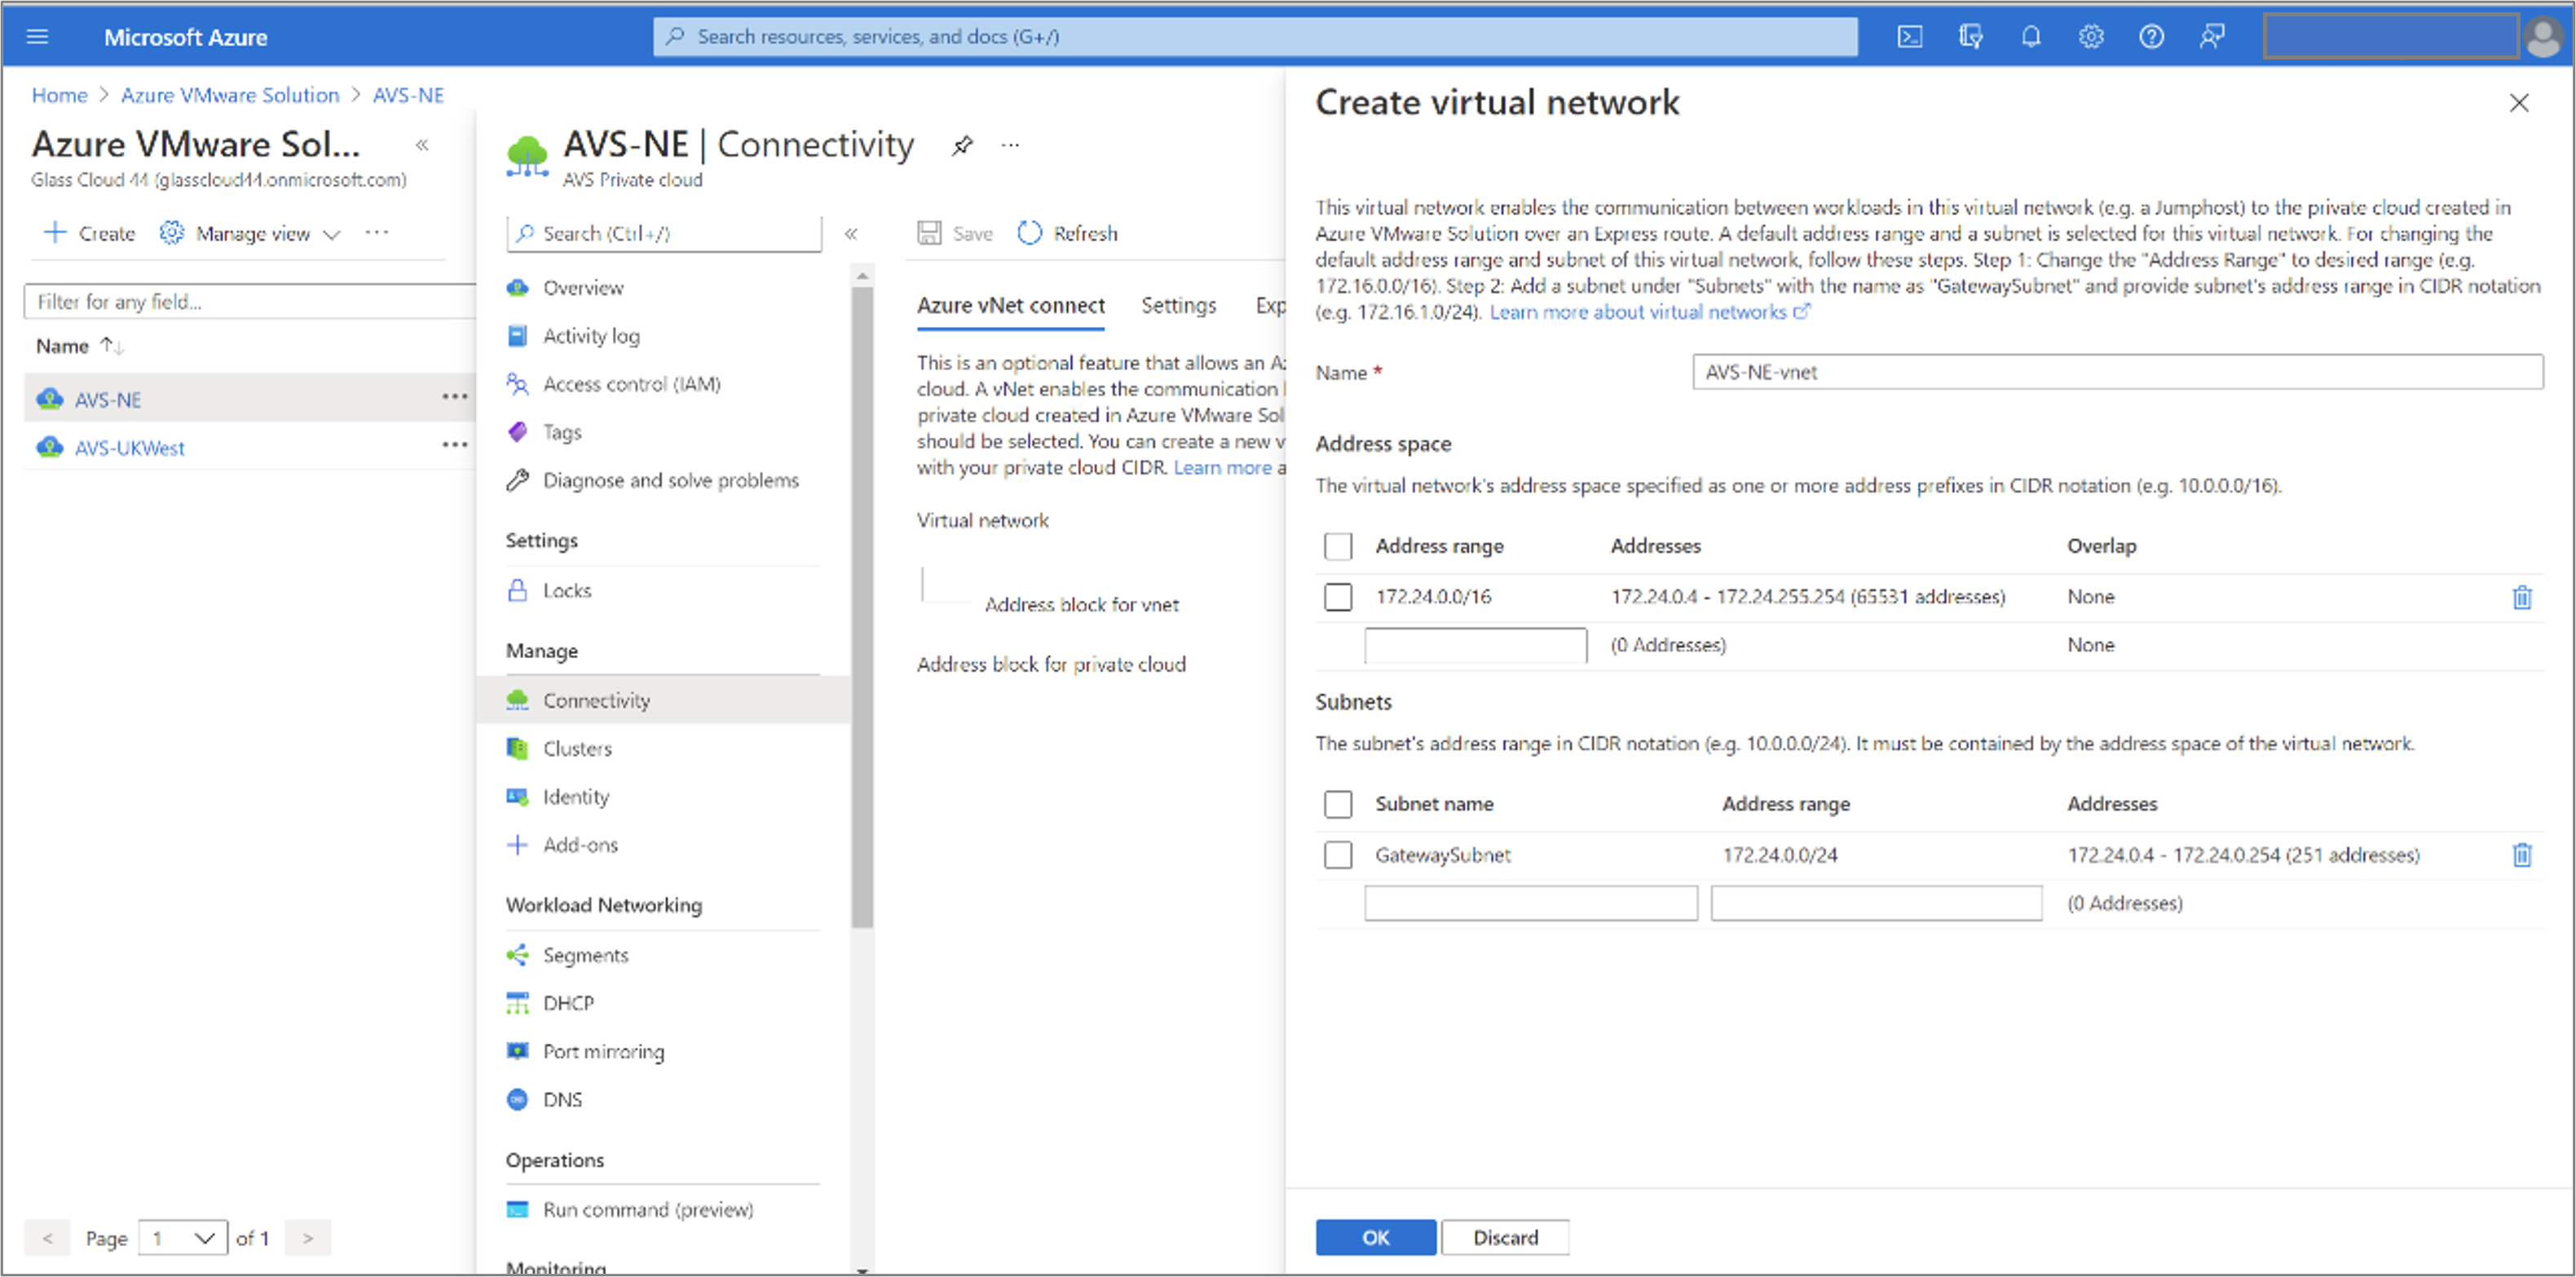 Microsoft Azure
Search resources, services, and docs (G+/)
Home > Azure VMware Solution > AVS-NE
Azure VMware Sol...
Glass Cloud 44 (glasscloud44.onmicrosoft.com)
Create
Manage view
Filter for any field...
Name
AVS-NE
AVS-UKWest
< Page 1 of 1 >
AVS-NE | Connectivity
AVS Private cloud
Search (Ctrl+/)
Overview
Activity log
Access control (IAM)
Tags
Diagnose and solve problems
Settings
Locks
Manage
Connectivity
Clusters
Identity
Add-ons
Workload Networking
Segments
DHCP
Port mirroring
DNS
Operations
Run command (preview)
Monitoring
Save
Refresh
Azure vNet connect Settings Exp
This is an optional feature that allows an Az
cloud. A vNet enables the communication
private cloud created in Azure VMware Sol
should be selected. You can create a new v
with your private cloud CIDR. Learn more a
Virtual network
Address block for vnet
Address block for private cloud
Create virtual network
This virtual network enables the communication between workloads in this virtual network (e.g. a Jumphost) to the private cloud created in
Azure VMware Solution over an Express route. A default address range and a subnet is selected for this virtual network. For changing the
default address range and subnet of this virtual network, follow these steps. Step 1: Change the "Address Range" to desired range (e.g.
172.16.0.0/16). Step 2: Add a subnet under "Subnets" with the name as "GatewaySubnet" and provide subnet's address range in CIDR notation
(e.g. 172.16.1.0/24). Learn more about virtual networks
Name * AVS-NE-vnet
Address space
The virtual network's address space specified as one or more address prefixes in CIDR notation (e.g. 10.0.0.0/16).
Address range Addresses Overlap
172.24.0.0/16 172.24.0.4 - 172.24.255.254 (65531 addresses) None
(0 Addresses) None
Subnets
The subnet's address range in CIDR notation (e.g. 10.0.0.0/24). It must be contained by the address space of the virtual network.
Subnet name Address range Addresses
GatewaySubnet 172.24.0.0/24 172.24.0.4 - 172.24.0.254 (251 addresses)
(0 Addresses)
OK Discard